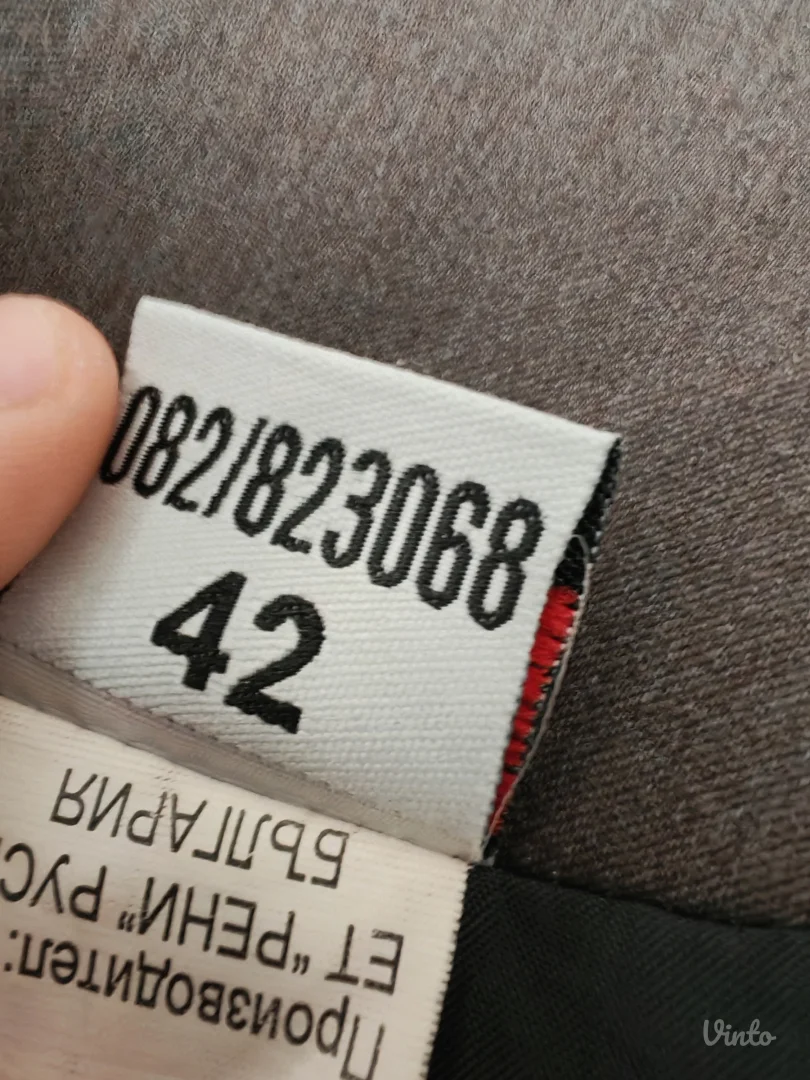 082/823068
42
Производител:
ЕТ "РЕНИ" РУС
БЪЛГАРИЯ
Vinto